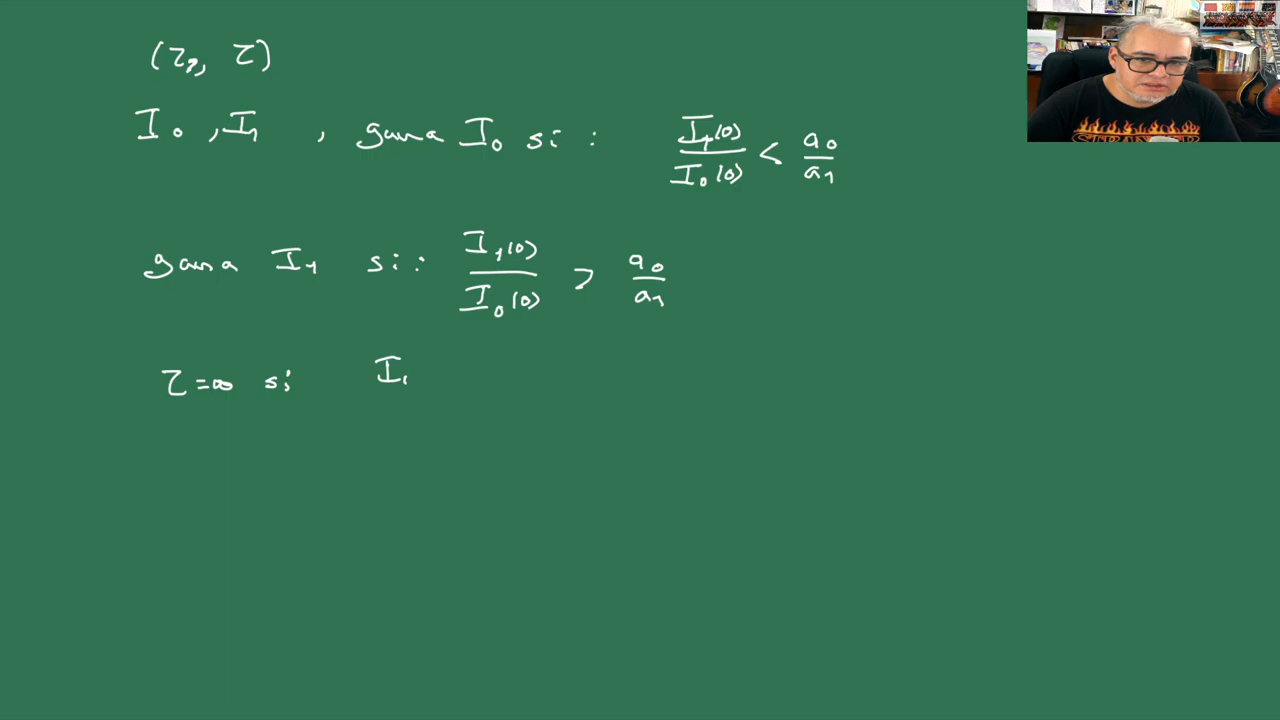 (τ₀, τ)
I₀ , I₁ , gana I₀ si : I₁(0)/I₀(0) < a₀/a₁
gana I₁ si : I₁(0)/I₀(0) > a₀/a₁
τ = ∞ si I₁